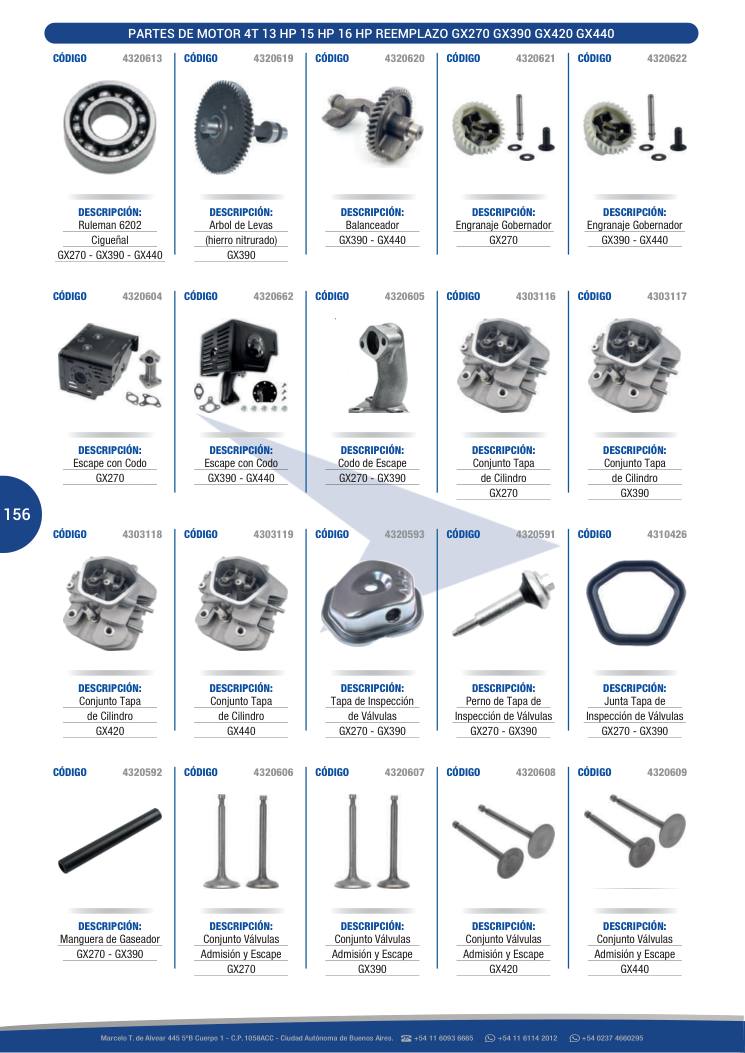 PARTES DE MOTOR 4T 13 HP 15 HP 16 HP REEMPLAZO GX270 GX390 GX420 GX440
CÓDIGO 4320613
DESCRIPCIÓN:
Ruleman 6202
Cigueñal
GX270 - GX390 - GX440
CÓDIGO 4320619
DESCRIPCIÓN:
Arbol de Levas
(hierro nitrurado)
GX390
CÓDIGO 4320620
DESCRIPCIÓN:
Balanceador
GX390 - GX440
CÓDIGO 4320621
DESCRIPCIÓN:
Engranaje Gobernador
GX270
CÓDIGO 4320622
DESCRIPCIÓN:
Engranaje Gobernador
GX390 - GX440
CÓDIGO 4320604
DESCRIPCIÓN:
Escape con Codo
GX270
CÓDIGO 4320662
DESCRIPCIÓN:
Escape con Codo
GX390 - GX440
CÓDIGO 4320605
DESCRIPCIÓN:
Codo de Escape
GX270 - GX390
CÓDIGO 4303116
DESCRIPCIÓN:
Conjunto Tapa
de Cilindro
GX270
CÓDIGO 4303117
DESCRIPCIÓN:
Conjunto Tapa
de Cilindro
GX390
156
CÓDIGO 4303118
DESCRIPCIÓN:
Conjunto Tapa
de Cilindro
GX420
CÓDIGO 4303119
DESCRIPCIÓN:
Conjunto Tapa
de Cilindro
GX440
CÓDIGO 4320593
DESCRIPCIÓN:
Tapa de Inspección
de Válvulas
GX270 - GX390
CÓDIGO 4320591
DESCRIPCIÓN:
Perno de Tapa de
Inspección de Válvulas
GX270 - GX390
CÓDIGO 4310426
DESCRIPCIÓN:
Junta Tapa de
Inspección de Válvulas
GX270 - GX390
CÓDIGO 4320592
DESCRIPCIÓN:
Manguera de Gaseador
GX270 - GX390
CÓDIGO 4320606
DESCRIPCIÓN:
Conjunto Válvulas
Admisión y Escape
GX270
CÓDIGO 4320607
DESCRIPCIÓN:
Conjunto Válvulas
Admisión y Escape
GX390
CÓDIGO 4320608
DESCRIPCIÓN:
Conjunto Válvulas
Admisión y Escape
GX420
CÓDIGO 4320609
DESCRIPCIÓN:
Conjunto Válvulas
Admisión y Escape
GX440
Marcelo T. de Alvear 445 5ºB Cuerpo 1 - C.P. 1058ACC - Ciudad Autónoma de Buenos Aires. +54 11 6093 6665 +54 11 6114 2012 +54 0237 4660295